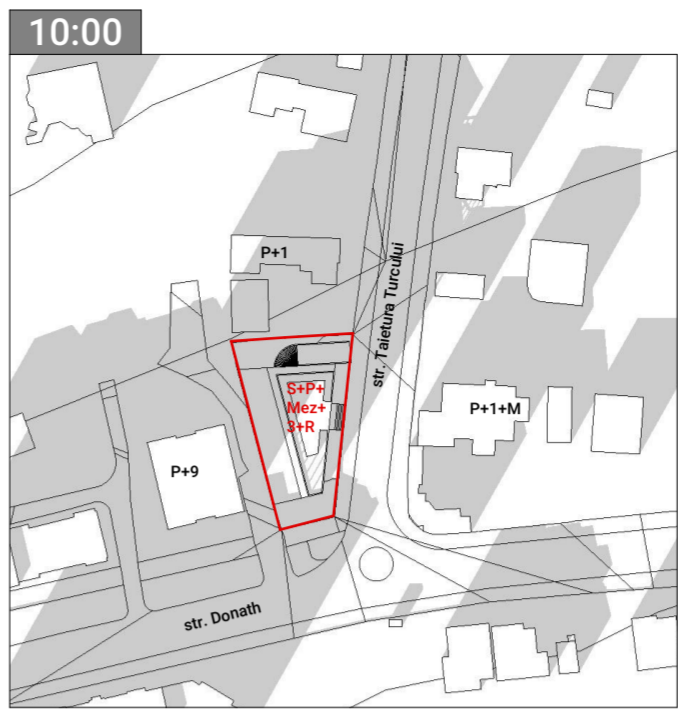 10:00
P+1
str. Taietura Turcului
S+P+
Mez+
3+R
P+1+M
P+9
str. Donath